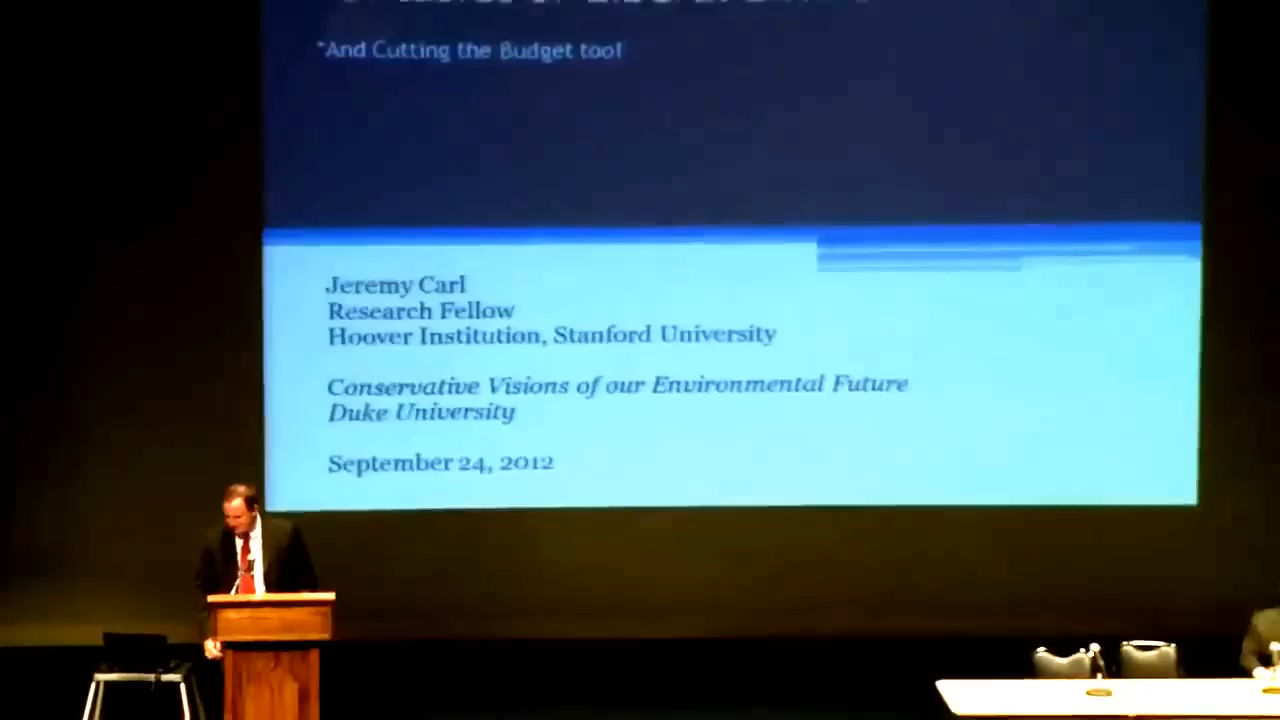 *And Cutting the Budget too!
Jeremy Carl
Research Fellow
Hoover Institution, Stanford University
Conservative Visions of our Environmental Future
Duke University
September 24, 2012